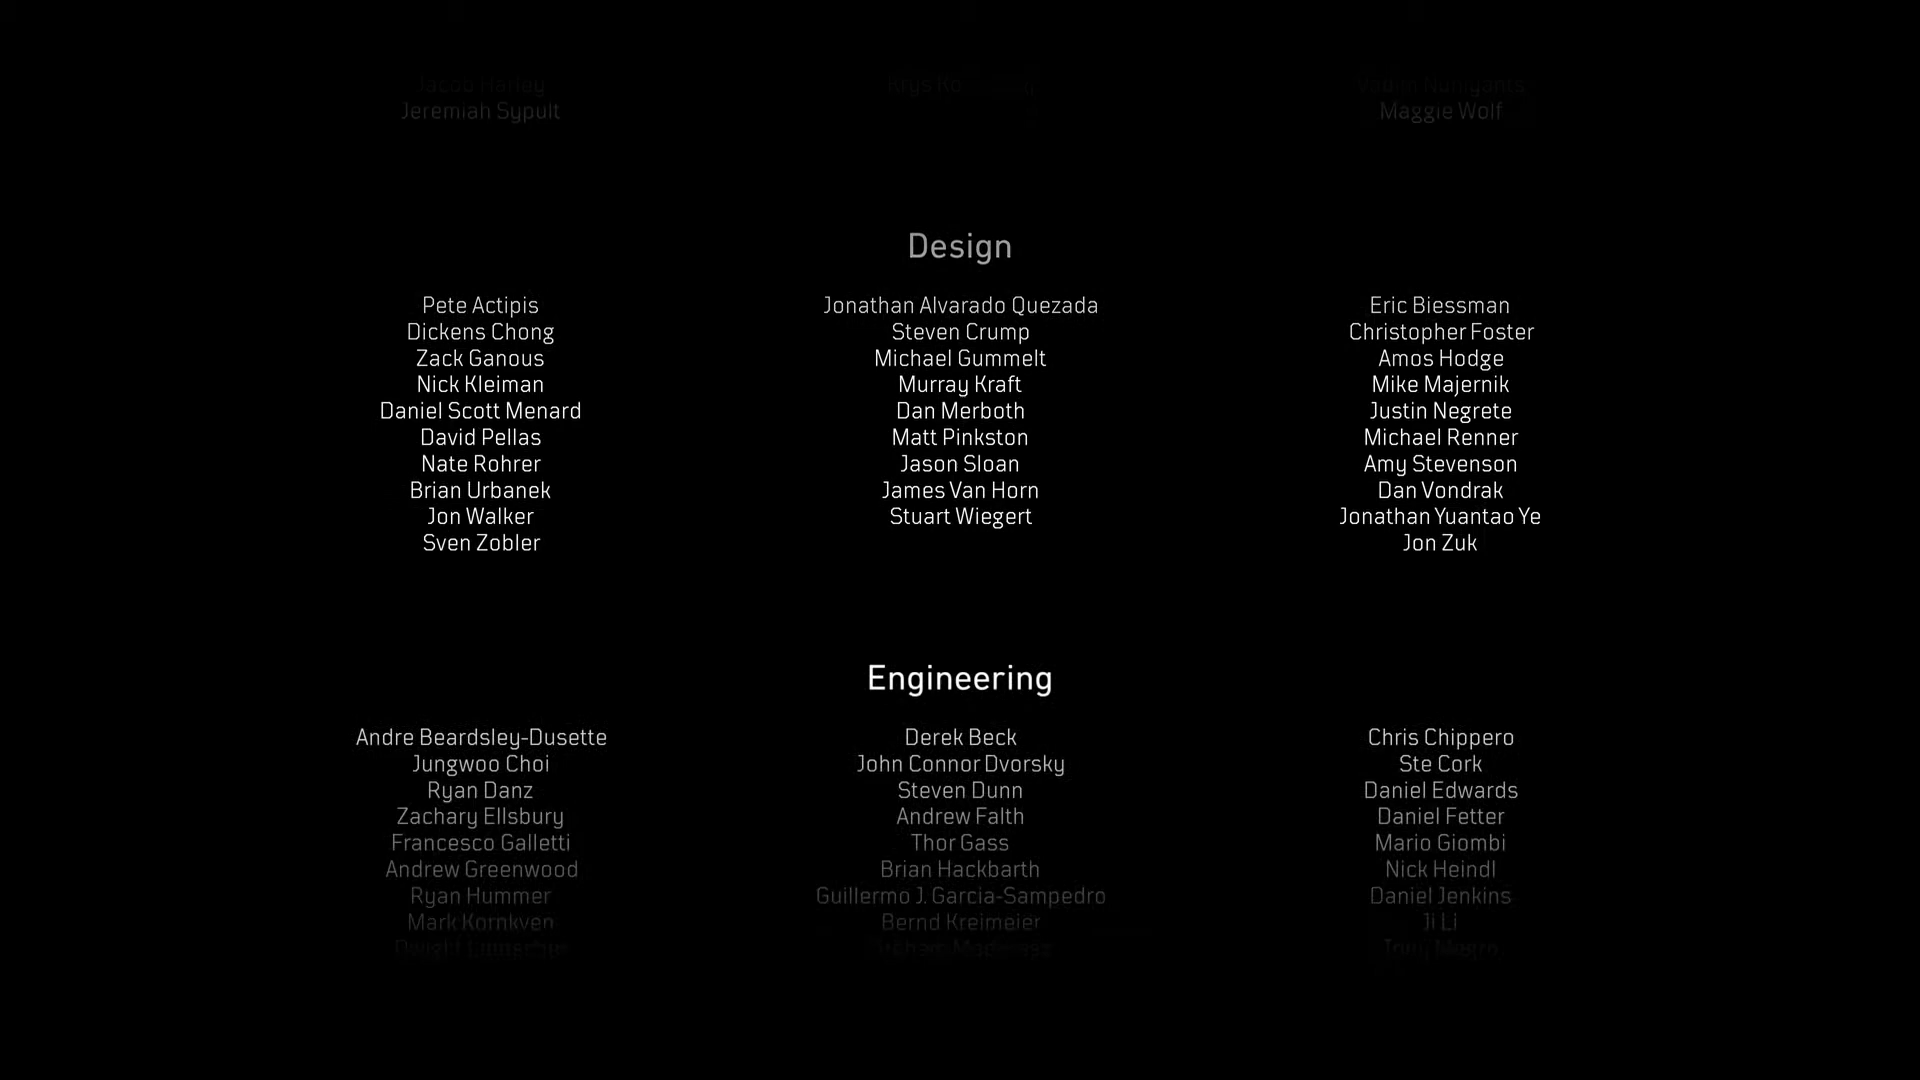 Jacob Harley Krys Ko
Jeremiah Sypult Maggie Wolf
Design
Pete Actipis Jonathan Alvarado Quezada Eric Biessman
Dickens Chong Steven Crump Christopher Foster
Zack Ganous Michael Gummelt Amos Hodge
Nick Kleiman Murray Kraft Mike Majernik
Daniel Scott Menard Dan Merboth Justin Negrete
David Pellas Matt Pinkston Michael Renner
Nate Rohrer Jason Sloan Amy Stevenson
Brian Urbanek James Van Horn Dan Vondrak
Jon Walker Stuart Wiegert Jonathan Yuantao Ye
Sven Zobler Jon Zuk
Engineering
Andre Beardsley-Dusette Derek Beck Chris Chippero
Jungwoo Choi John Connor Dvorsky Ste Cork
Ryan Danz Steven Dunn Daniel Edwards
Zachary Ellsbury Andrew Falth Daniel Fetter
Francesco Galletti Thor Gass Mario Giombi
Andrew Greenwood Brian Hackbarth Nick Heindl
Ryan Hummer Guillermo J. Garcia-Sampedro Daniel Jenkins
Mark Kornkven Bernd Kreimeier Ji Li
Dwight